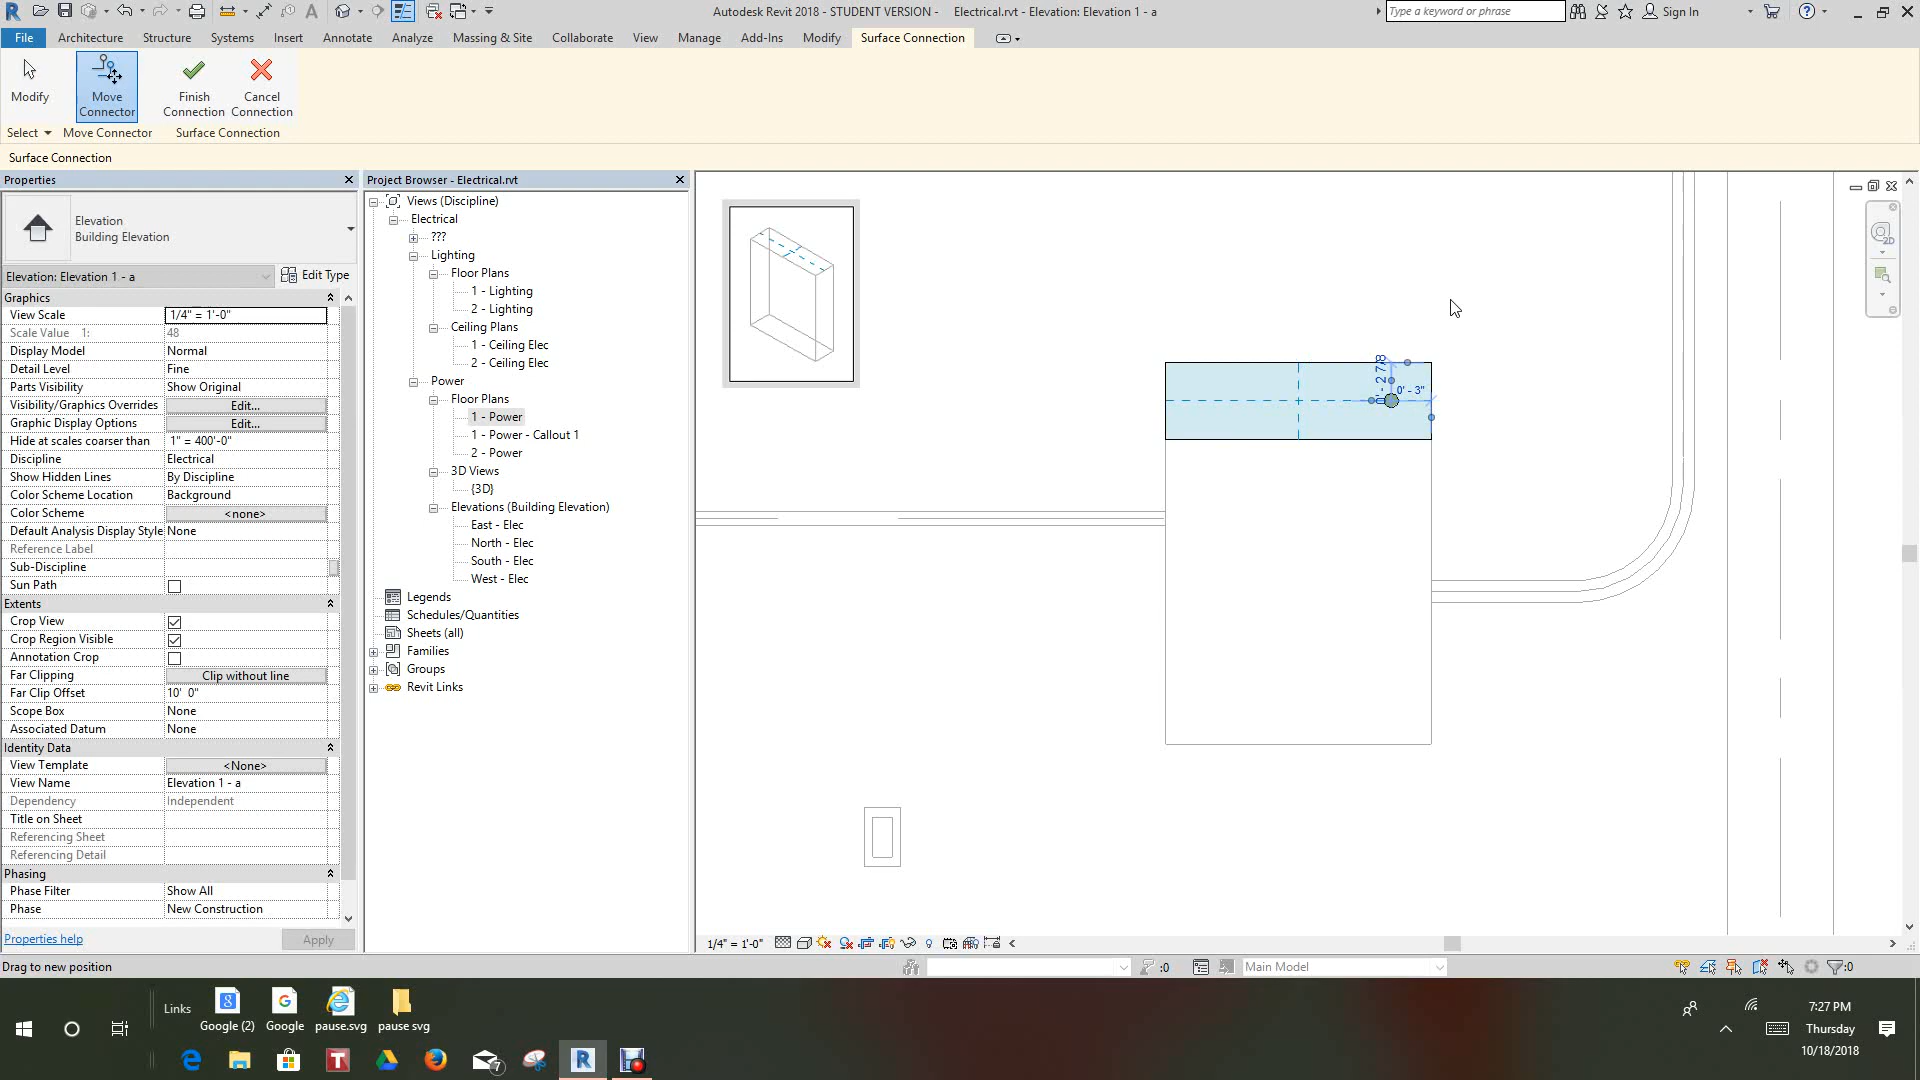 Autodesk Revit 2018 - STUDENT VERSION - Electrical.rvt - Elevation: Elevation 1 - a
Type a keyword or phrase
Sign In
File Architecture Structure Systems Insert Annotate Analyze Massing & Site Collaborate View Manage Add-Ins Modify Surface Connection
Modify
Move Connector
Finish Connection
Cancel Connection
Select Move Connector Surface Connection
Surface Connection
Properties
Elevation
Building Elevation
Elevation: Elevation 1 - a Edit Type
Graphics
View Scale 1/4" = 1'-0"
Scale Value 1: 48
Display Model Normal
Detail Level Fine
Parts Visibility Show Original
Visibility/Graphics Overrides Edit...
Graphic Display Options Edit...
Hide at scales coarser than 1" = 400'-0"
Discipline Electrical
Show Hidden Lines By Discipline
Color Scheme Location Background
Color Scheme <none>
Default Analysis Display Style None
Reference Label
Sub-Discipline
Sun Path
Extents
Crop View
Crop Region Visible
Annotation Crop
Far Clipping Clip without line
Far Clip Offset 10' 0"
Scope Box None
Associated Datum None
Identity Data
View Template <None>
View Name Elevation 1 - a
Dependency Independent
Title on Sheet
Referencing Sheet
Referencing Detail
Phasing
Phase Filter Show All
Phase New Construction
Properties help Apply
Project Browser - Electrical.rvt
Views (Discipline)
Electrical
???
Lighting
Floor Plans
1 - Lighting
2 - Lighting
Ceiling Plans
1 - Ceiling Elec
2 - Ceiling Elec
Power
Floor Plans
1 - Power
1 - Power - Callout 1
2 - Power
3D Views
{3D}
Elevations (Building Elevation)
East - Elec
North - Elec
South - Elec
West - Elec
Legends
Schedules/Quantities
Sheets (all)
Families
Groups
Revit Links
0' - 3"
2D
1/4" = 1'-0"
Drag to new position
:0
Main Model
:0
Links
Google (2)
Google
pause.svg
pause svg
7
7:27 PM
Thursday
10/18/2018